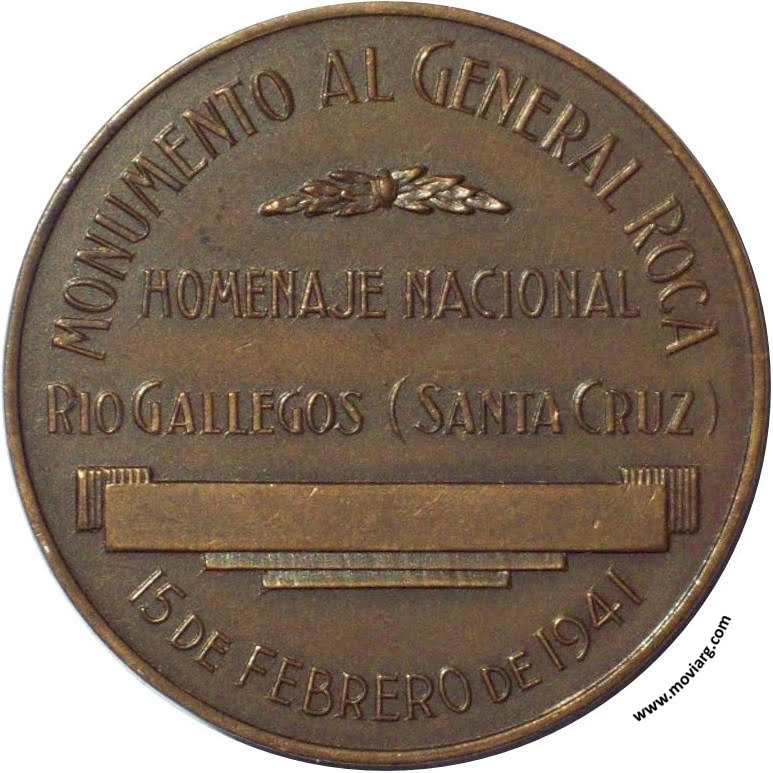 MONUMENTO AL GENERAL ROCA
HOMENAJE NACIONAL
RIO GALLEGOS (SANTA CRUZ)
15 DE FEBRERO DE 1941
www.moviarg.com